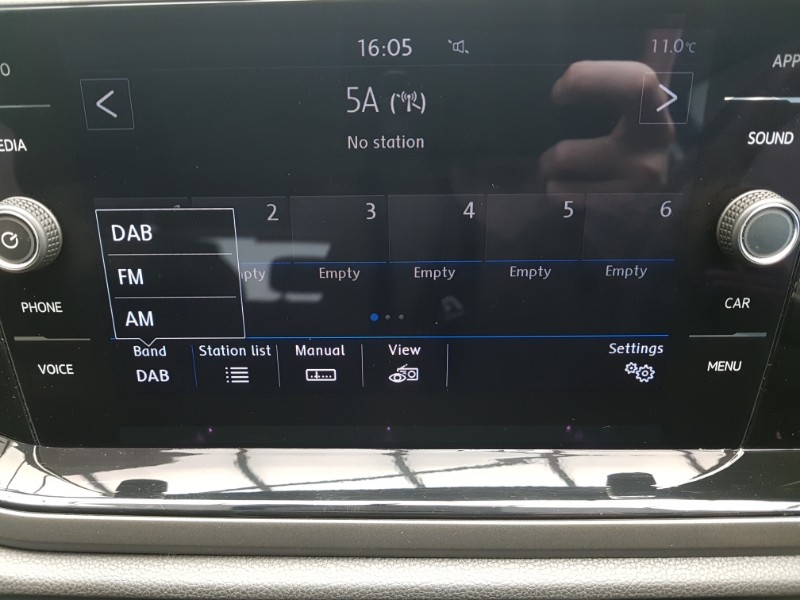 16:05
11.0°C
APP
5A
No station
EDIA
SOUND
2 3 4 5 6
DAB
FM
AM
Empty Empty Empty Empty
PHONE
CAR
Band Station list Manual View Settings
DAB
VOICE
MENU